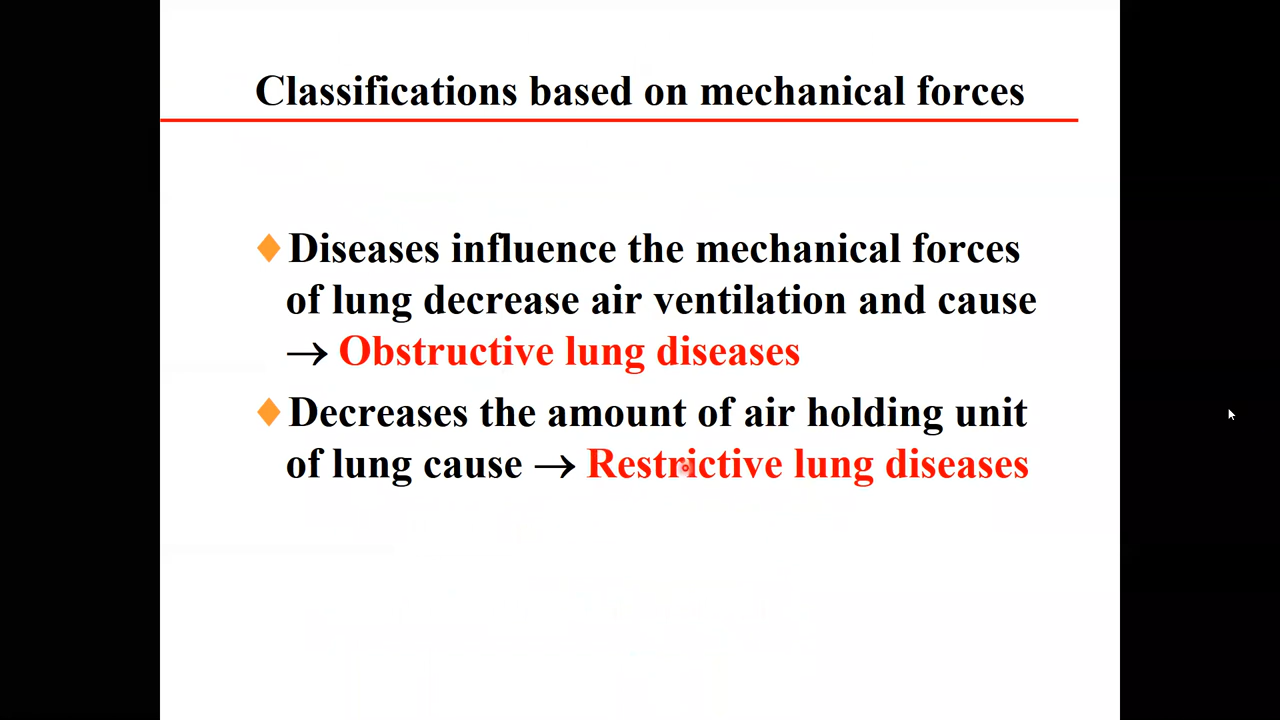 Classifications based on mechanical forces
Diseases influence the mechanical forces
of lung decrease air ventilation and cause
→ Obstructive lung diseases
Decreases the amount of air holding unit
of lung cause → Restrictive lung diseases